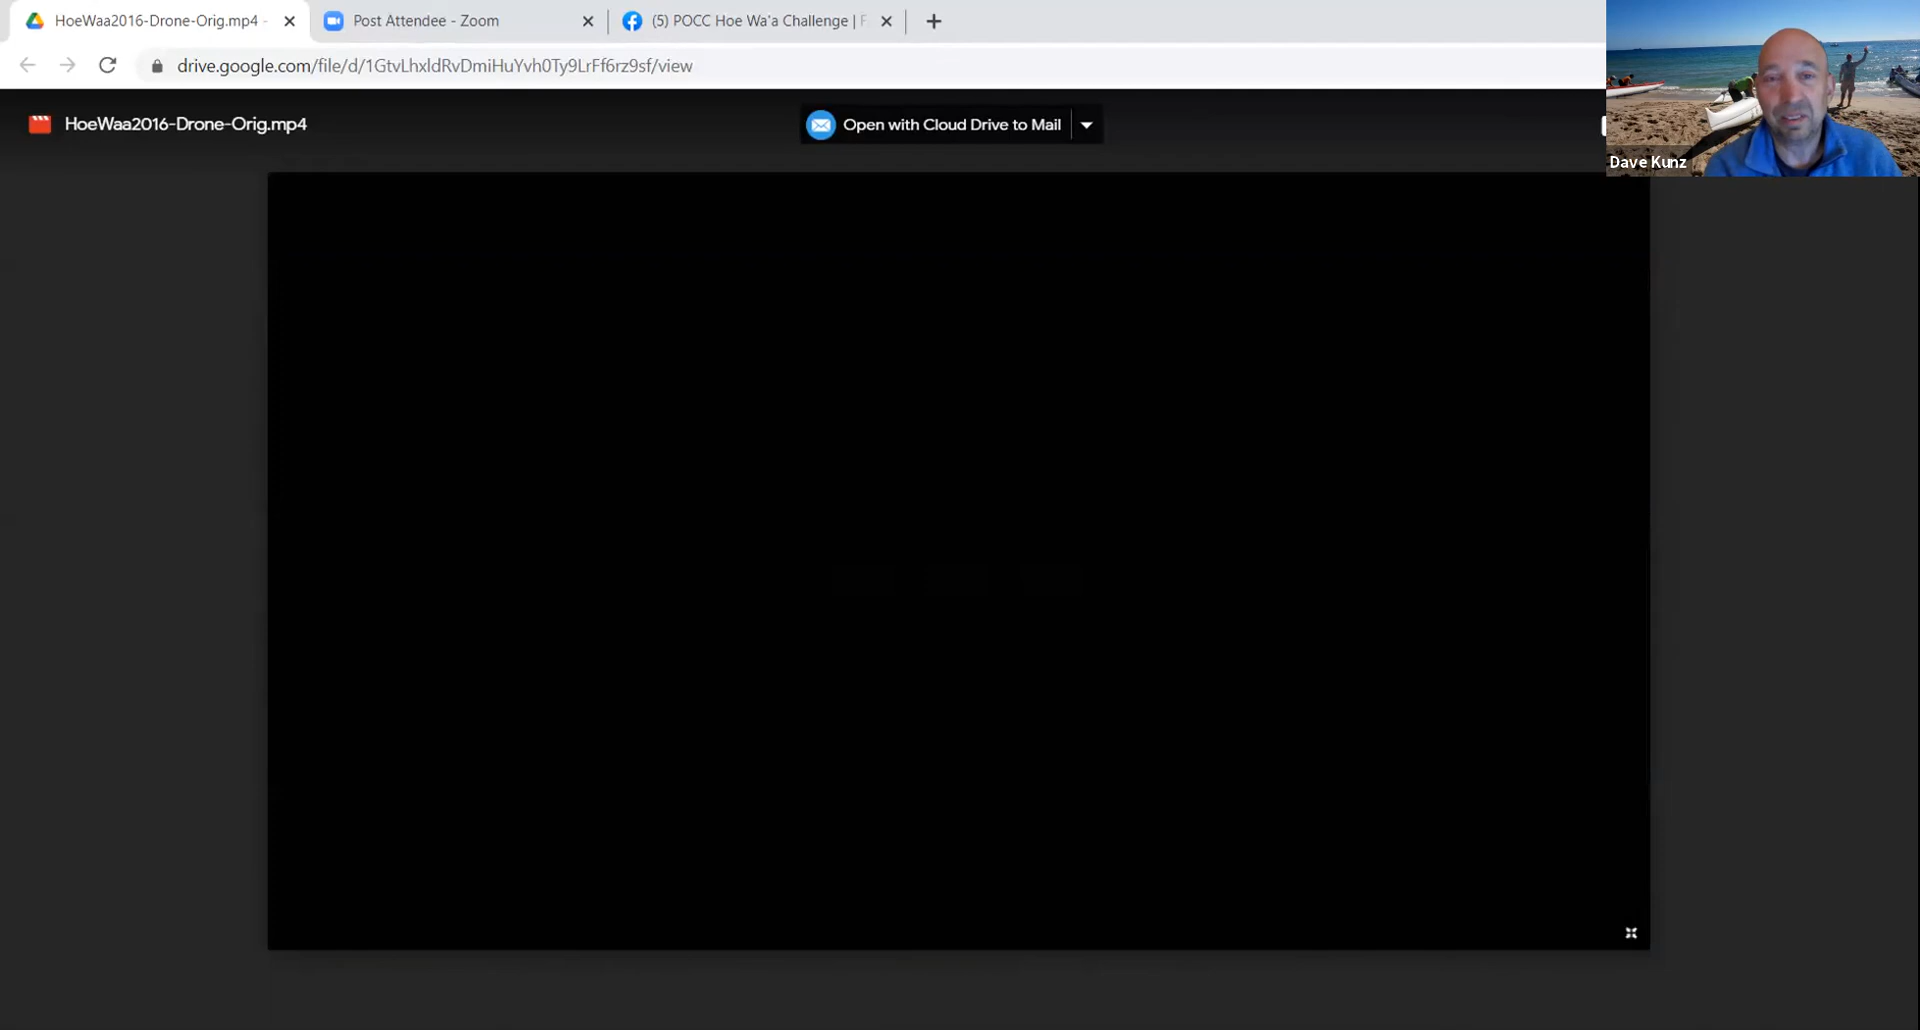 HoeWaa2016-Drone-Orig.mp4 -
Post Attendee - Zoom
(5) POCC Hoe Wa'a Challenge | F
drive.google.com/file/d/1GtvLhxldRvDmiHuYvh0Ty9LrFf6rz9sf/view
HoeWaa2016-Drone-Orig.mp4
Open with Cloud Drive to Mail
Dave Kunz